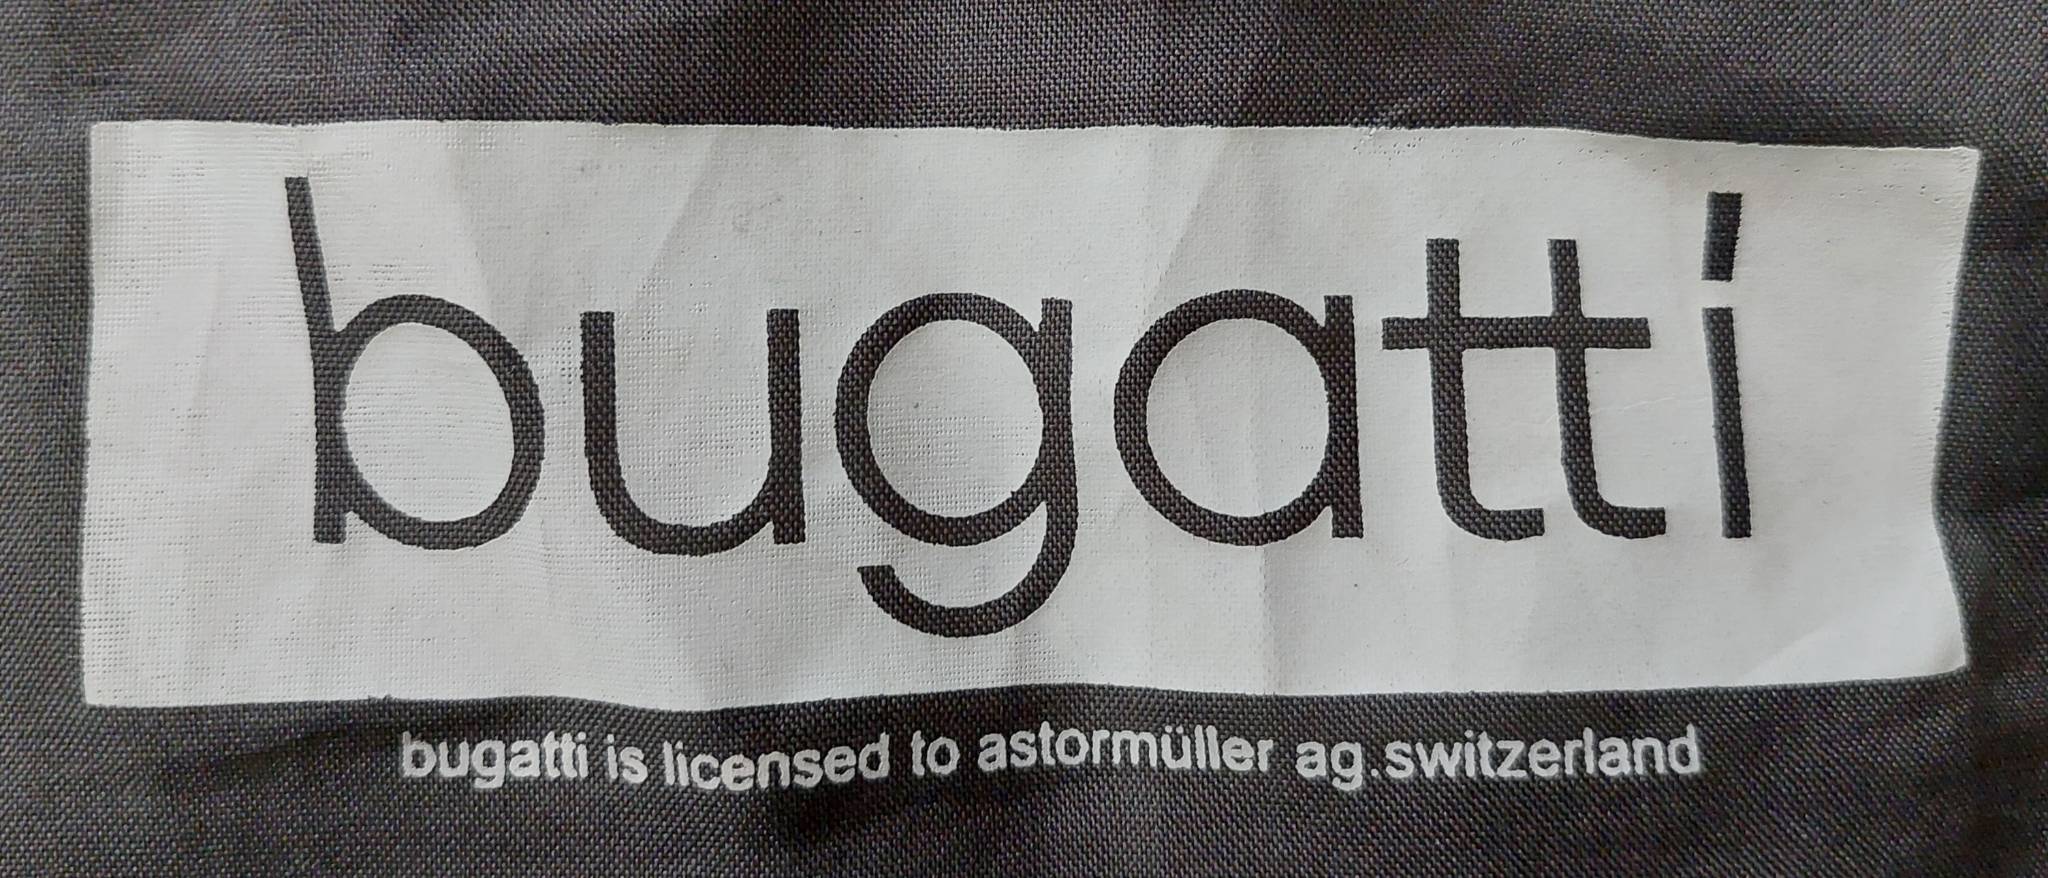 bugatti
bugatti is licensed to astormüller ag.switzerland